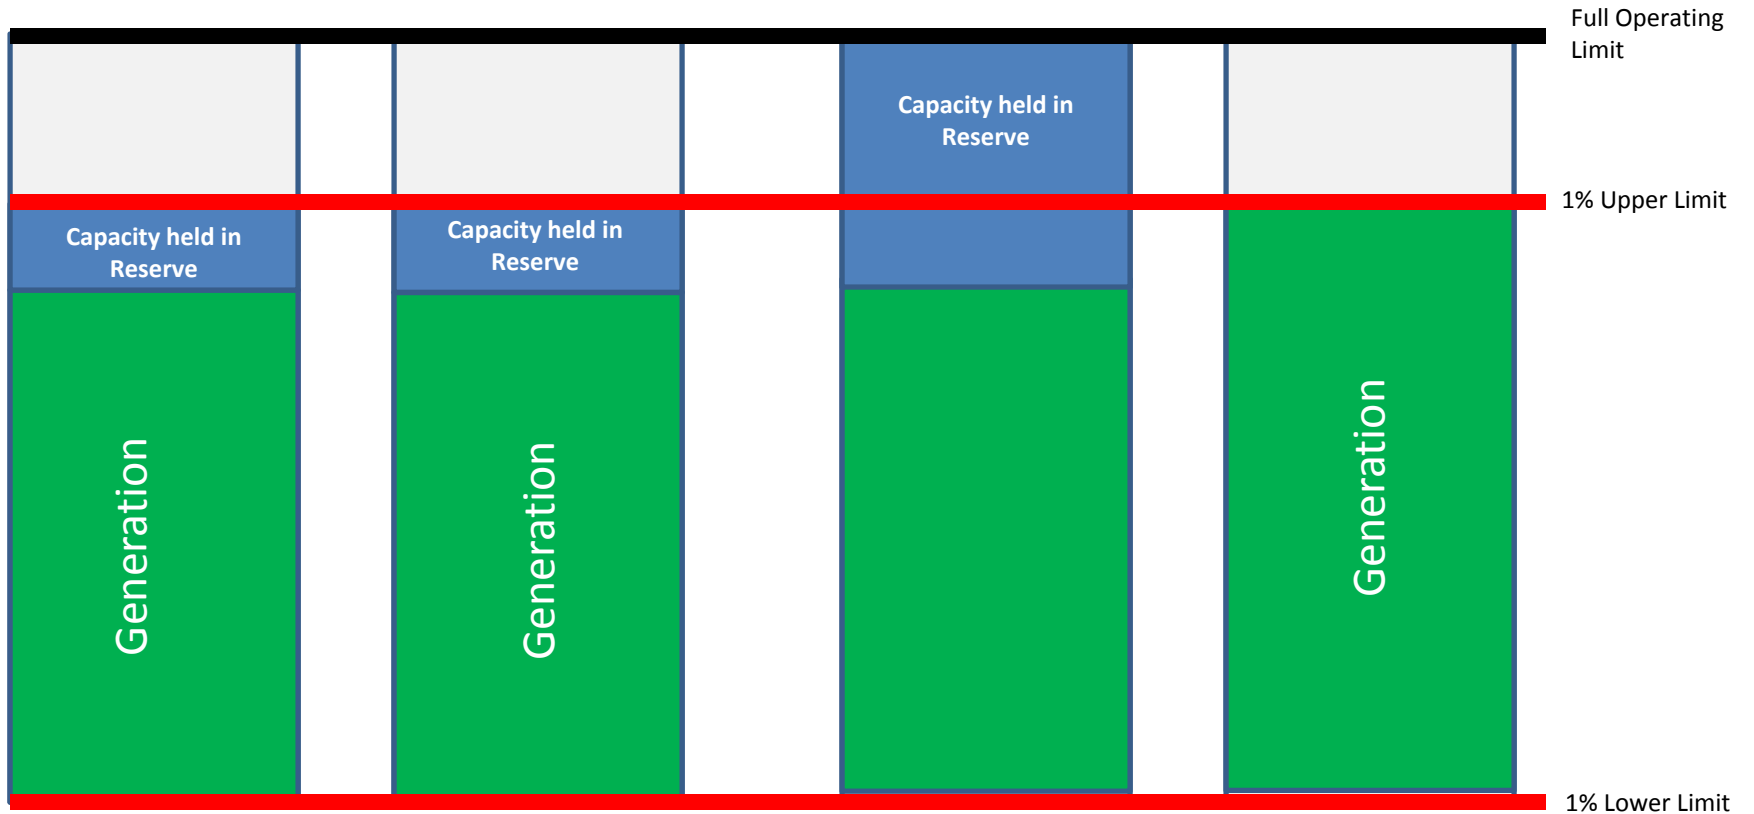 Full Operating
Limit
Capacity held in
Reserve
1% Upper Limit
Capacity held in
Reserve
Capacity held in
Reserve
Generation
Generation
Generation
1% Lower Limit